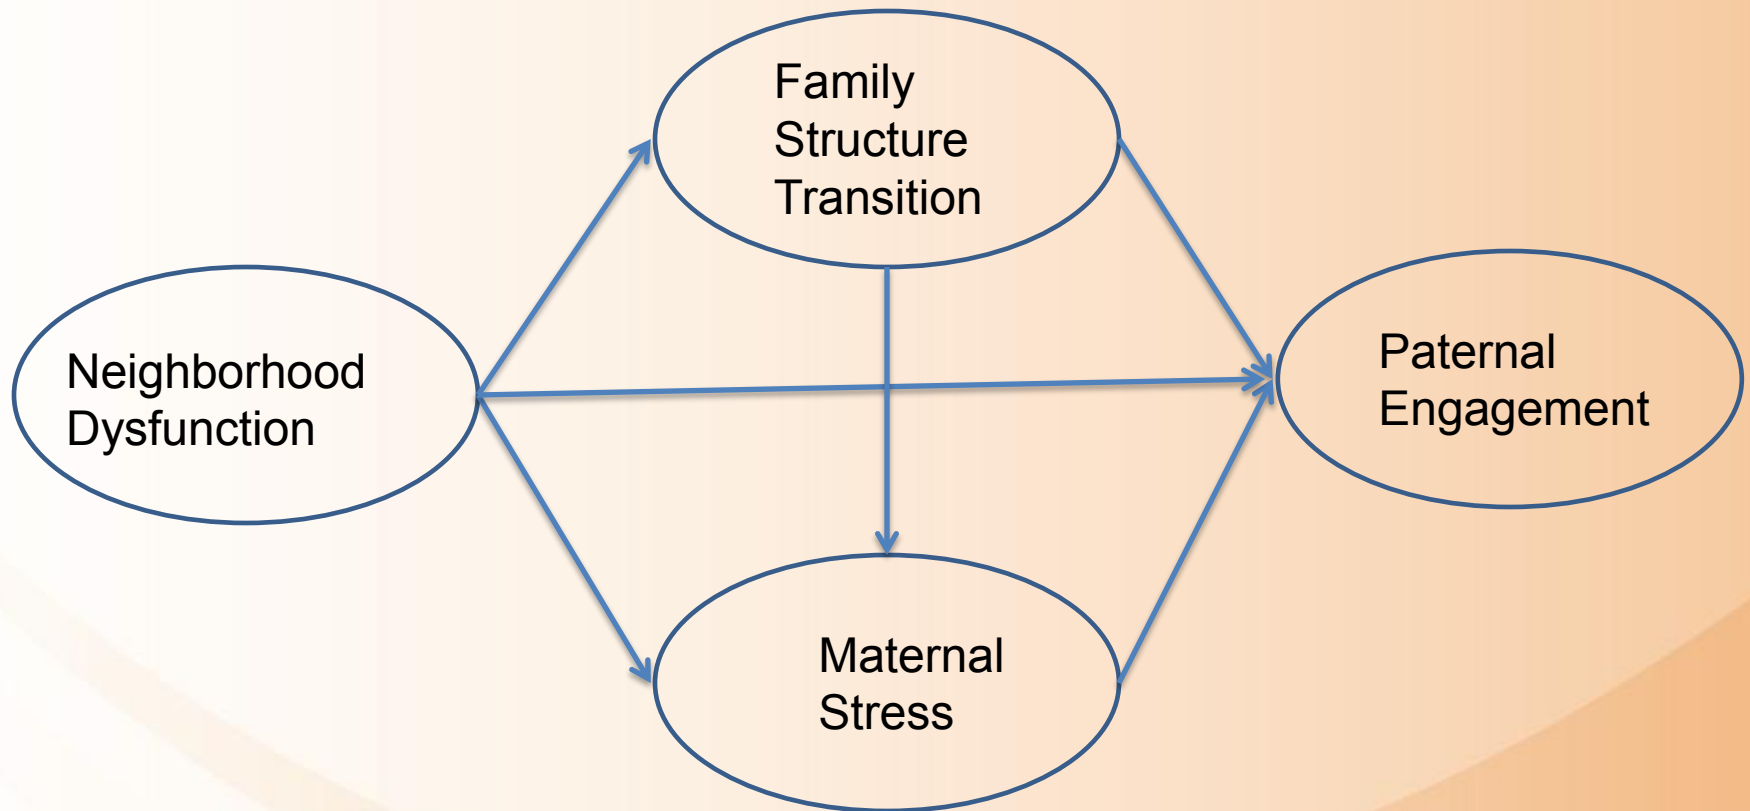 Family
Structure
Transition
Neighborhood
Dysfunction
Paternal
Engagement
Maternal
Stress